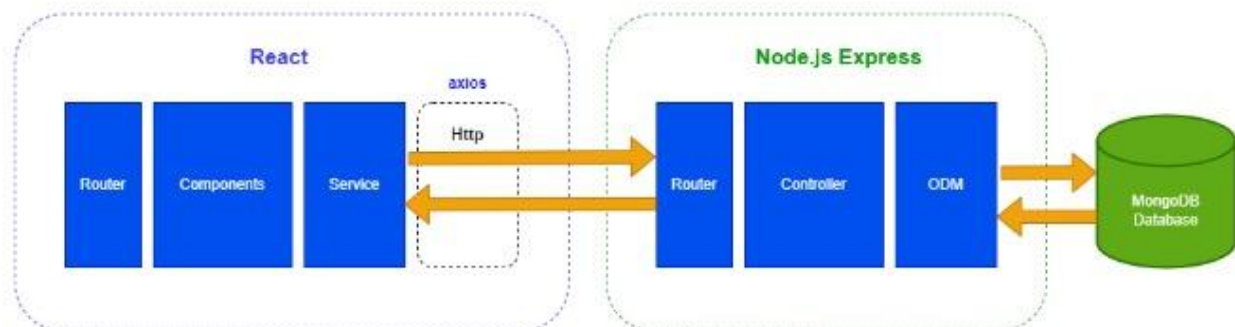 React
Node.js Express
axios
Http
Router
Components
Service
Router
Controller
ODM
MongoDB
Database